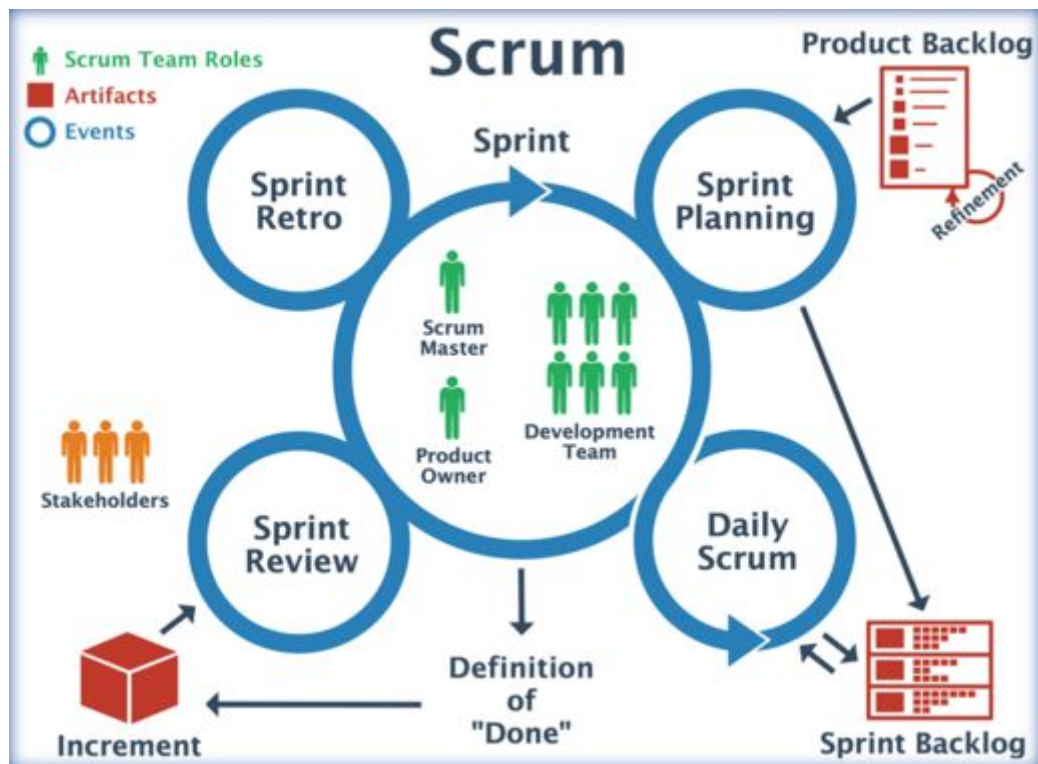 Scrum
Scrum Team Roles
Artifacts
Events
Product Backlog
Refinement
Sprint
Sprint
Retro
Sprint
Planning
Scrum
Master
Product
Owner
Development
Team
Stakeholders
Sprint
Review
Daily
Scrum
Definition
of
"Done"
Increment
Sprint Backlog